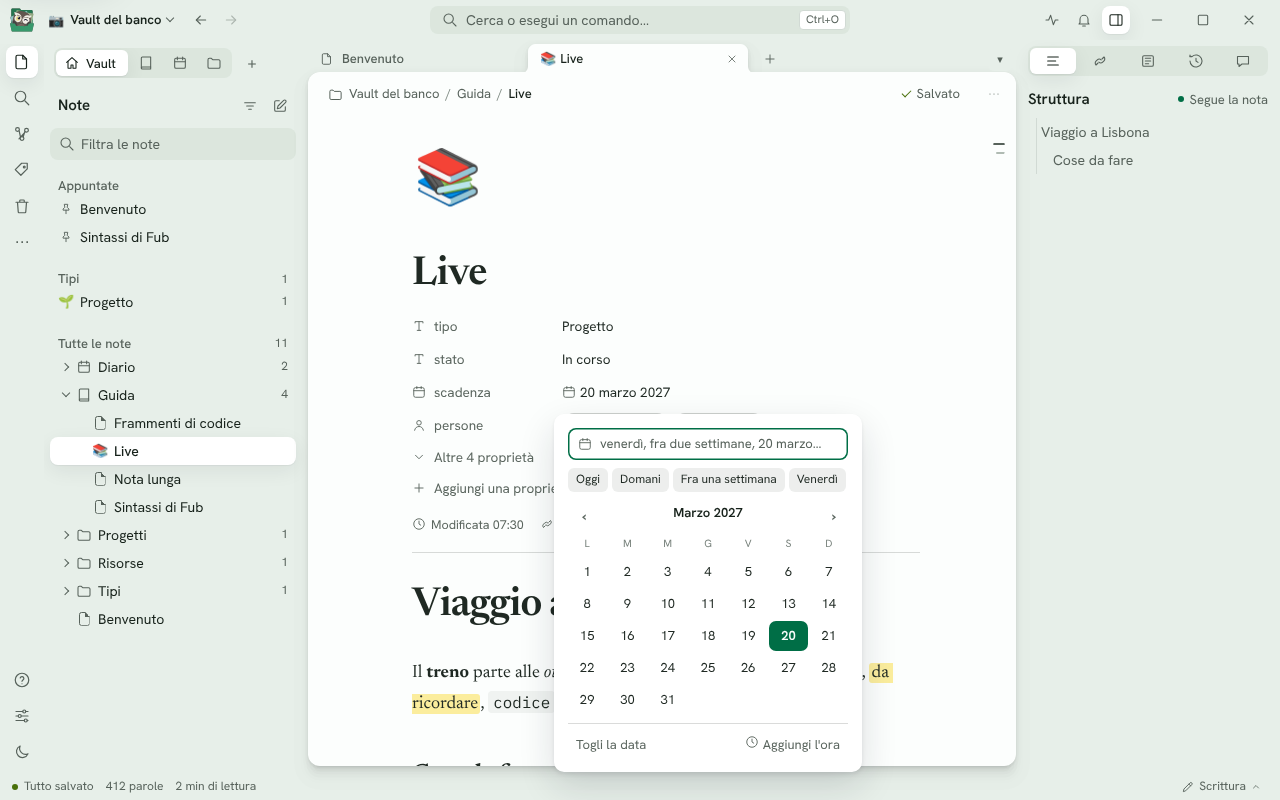 Vault del banco
Cerca o esegui un comando…
Ctrl+O
Vault
Benvenuto
Live
Note
Filtra le note
Appuntate
Benvenuto
Sintassi di Fub
Tipi 1
Progetto 1
Tutte le note 11
Diario 2
Guida 4
Frammenti di codice
Live
Nota lunga
Sintassi di Fub
Progetti 1
Risorse 1
Tipi 1
Benvenuto
Vault del banco / Guida / Live
Salvato
Live
tipo Progetto
stato In corso
scadenza 20 marzo 2027
persone
Altre 4 proprietà
Aggiungi una proprie
Modificata 07:30
Viaggio a
Il treno parte alle
, da
ricordare, codice
venerdì, fra due settimane, 20 marzo…
Oggi Domani Fra una settimana Venerdì
‹ Marzo 2027 ›
L M M G V S D
1 2 3 4 5 6 7
8 9 10 11 12 13 14
15 16 17 18 19 20 21
22 23 24 25 26 27 28
29 30 31
Togli la data Aggiungi l'ora
Struttura Segue la nota
Viaggio a Lisbona
Cose da fare
Tutto salvato 412 parole 2 min di lettura
Scrittura